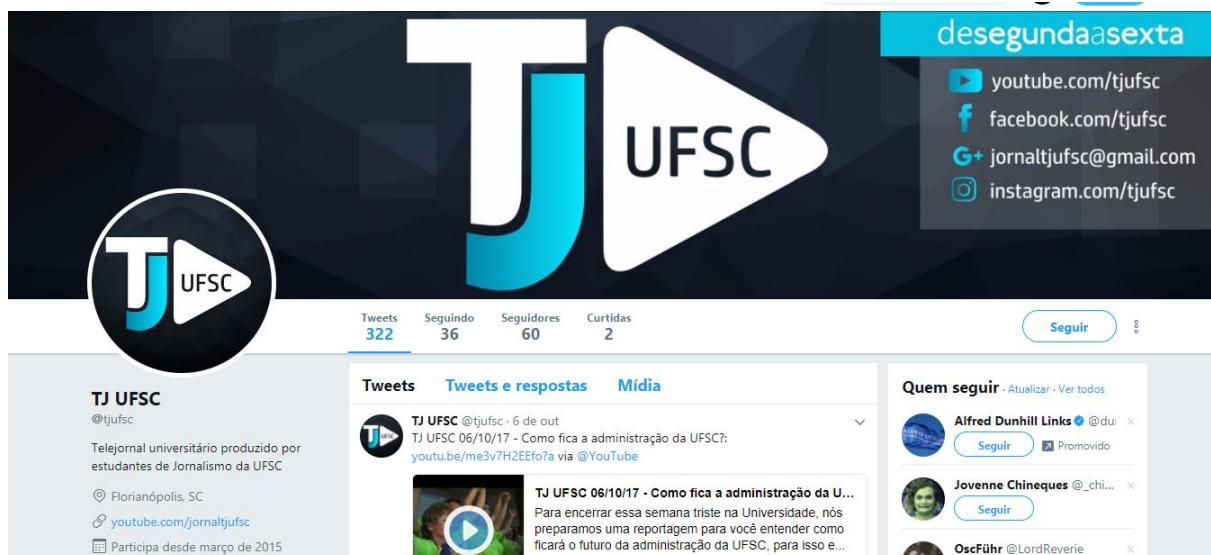 TJ UFSC
desegundaasexta
youtube.com/tjufsc
facebook.com/tjufsc
G+ jornaltjufsc@gmail.com
instagram.com/tjufsc
TJ UFSC
Tweets Seguindo Seguidores Curtidas
322 36 60 2
Seguir
TJ UFSC
@tjufsc
Telejornal universitário produzido por
estudantes de Jornalismo da UFSC
Florianópolis, SC
youtube.com/jornaltjufsc
Participa desde março de 2015
Tweets Tweets e respostas Mídia
TJ UFSC
TJ UFSC @tjufsc · 6 de out
TJ UFSC 06/10/17 - Como fica a administração da UFSC?:
youtu.be/me3v7H2EEfo?a via @YouTube
TJ UFSC 06/10/17 - Como fica a administração da U...
Para encerrar essa semana triste na Universidade, nós
preparamos uma reportagem para você entender como
ficará o futuro da administração da UFSC, para isso e...
Quem seguir · Atualizar · Ver todos
Alfred Dunhill Links @du
Seguir Promovido
Jovenne Chineques @_chi...
Seguir
OscFühr @LordReverie